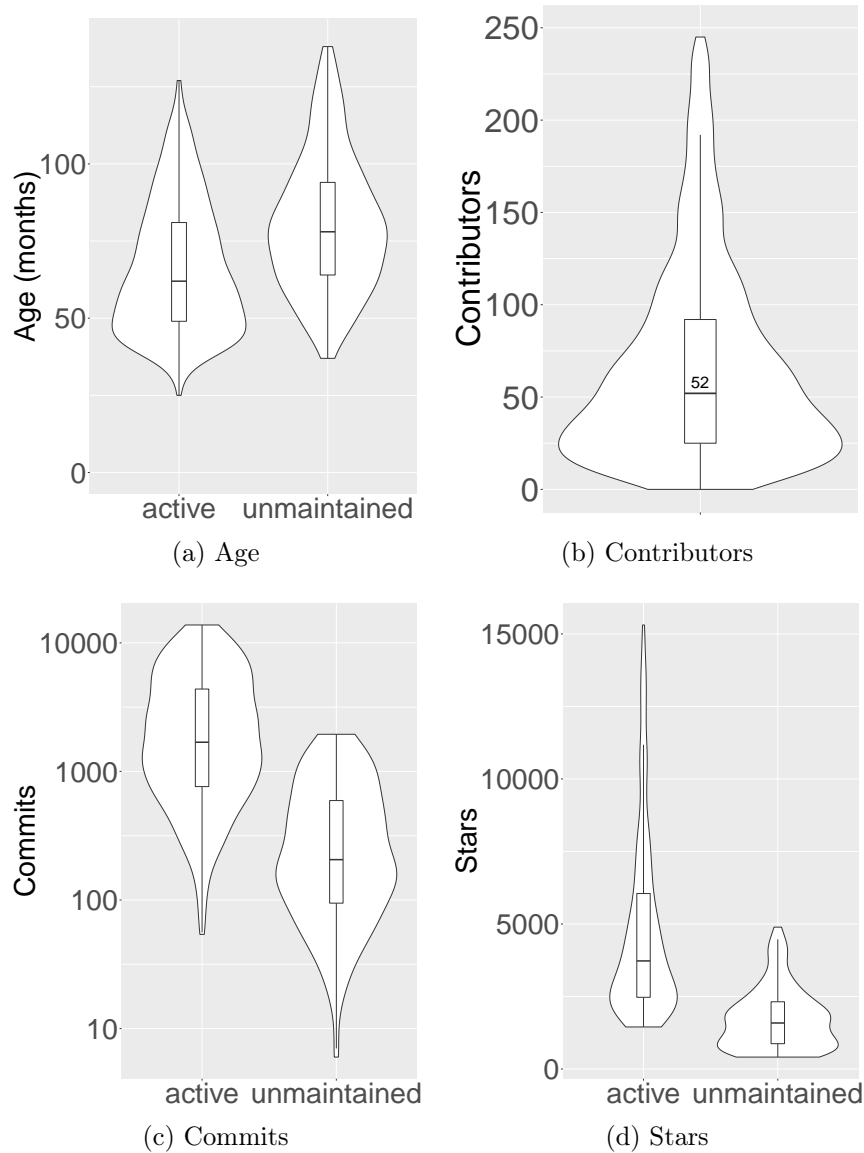 Age (months)
100
50
0
active unmaintained
(a) Age
Contributors
250
200
150
100
50
0
52
(b) Contributors
Commits
10000
1000
100
10
active unmaintained
(c) Commits
Stars
15000
10000
5000
0
active unmaintained
(d) Stars